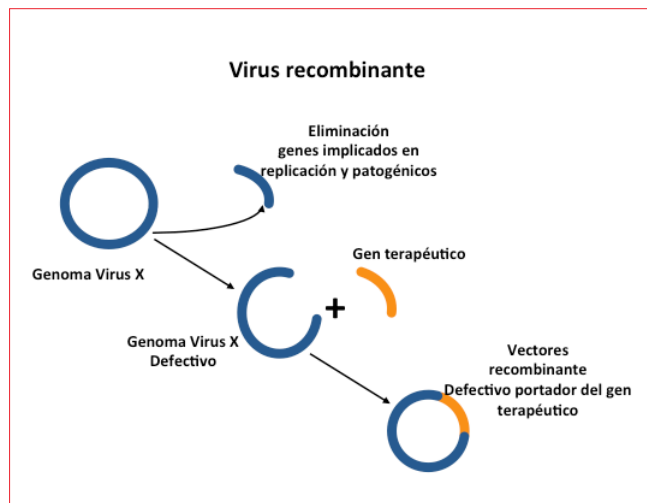 Virus recombinante
Eliminación
genes implicados en
replicación y patogénicos
Genoma Virus X
Gen terapéutico
+
Genoma Virus X
Defectivo
Vectores
recombinante
Defectivo portador del gen
terapéutico